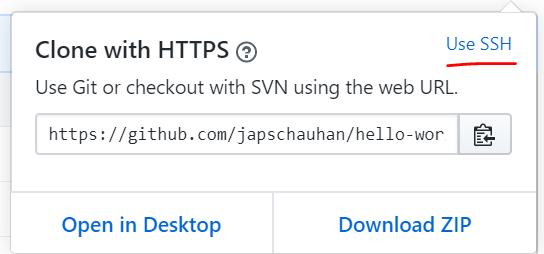 Clone with HTTPS ?
Use SSH
Use Git or checkout with SVN using the web URL.
https://github.com/japschauhan/hello-wor
Open in Desktop
Download ZIP